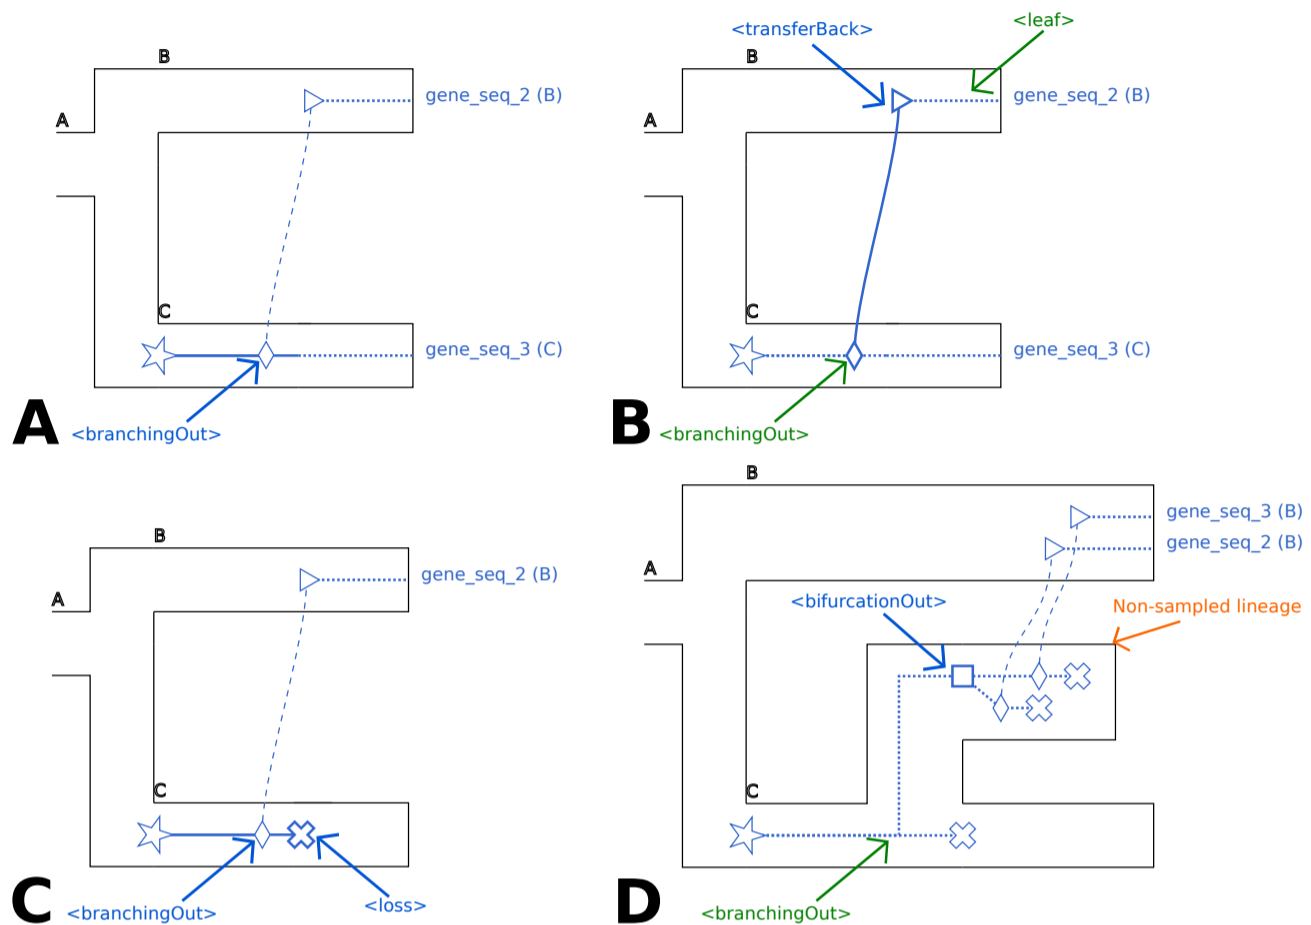 B
A
gene_seq_2 (B)
C
gene_seq_3 (C)
<branchingOut>
A
<transferBack>
<leaf>
B
A
gene_seq_2 (B)
C
gene_seq_3 (C)
<branchingOut>
B
B
A
gene_seq_2 (B)
C
<branchingOut>
<loss>
C
B
gene_seq_3 (B)
gene_seq_2 (B)
A
<bifurcationOut>
Non-sampled lineage
C
<branchingOut>
D